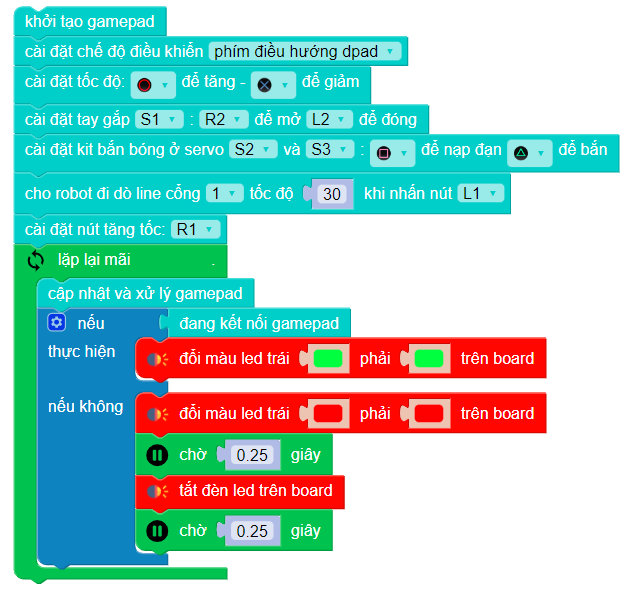 khởi tạo gamepad
cài đặt chế độ điều khiển phím điều hướng dpad
cài đặt tốc độ: để tăng - để giảm
cài đặt tay gắp S1 : R2 để mở L2 để đóng
cài đặt kit bắn bóng ở servo S2 và S3 : để nạp đạn để bắn
cho robot đi dò line cổng 1 tốc độ 30 khi nhấn nút L1
cài đặt nút tăng tốc: R1
lặp lại mãi .
cập nhật và xử lý gamepad
nếu đang kết nối gamepad
thực hiện đổi màu led trái phải trên board
nếu không đổi màu led trái phải trên board
chờ 0.25 giây
tắt đèn led trên board
chờ 0.25 giây